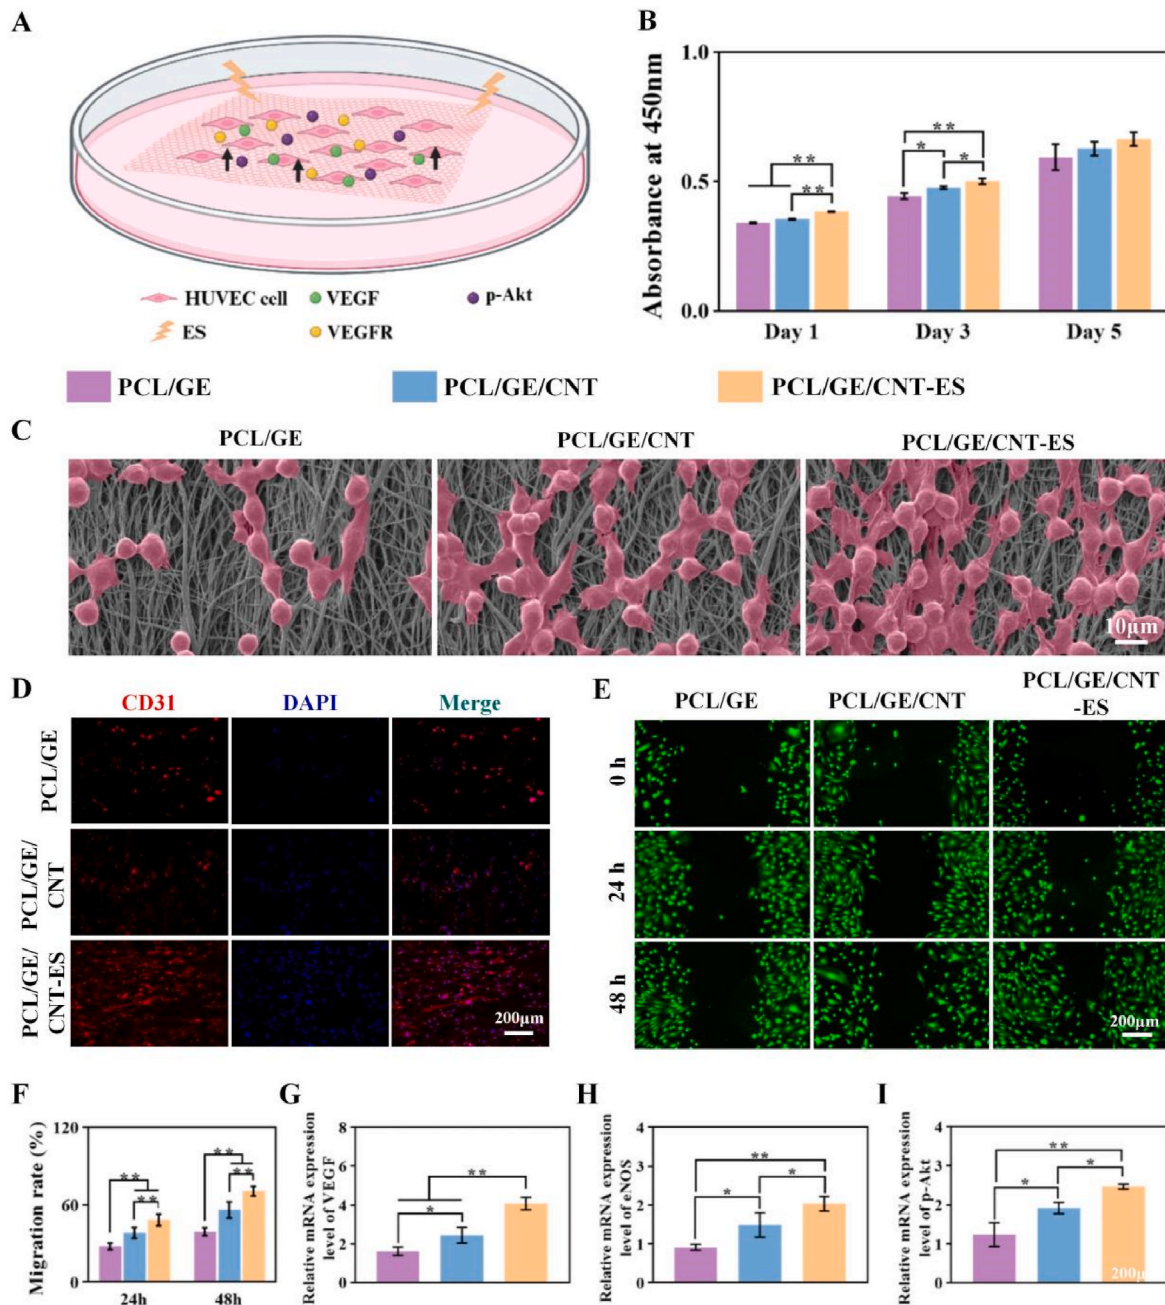 A
HUVEC cell
VEGF
p-Akt
ES
VEGFR
B
Absorbance at 450nm
1.0
0.5
0.0
**
**
**
*
*
Day 1
Day 3
Day 5
PCL/GE
PCL/GE/CNT
PCL/GE/CNT-ES
C
PCL/GE
PCL/GE/CNT
PCL/GE/CNT-ES
10μm
D
CD31
DAPI
Merge
PCL/GE
PCL/GE/
CNT
PCL/GE/
CNT-ES
200μm
E
PCL/GE
PCL/GE/CNT
PCL/GE/CNT
-ES
0 h
24 h
48 h
200μm
F
Migration rate (%)
120
60
0
**
**
**
**
24h
48h
G
Relative mRNA expression
level of VEGF
8
6
4
2
0
**
*
H
Relative mRNA expression
level of eNOS
4
3
2
1
0
**
*
*
I
Relative mRNA expression
level of p-Akt
4
3
2
1
0
**
*
*
200μ